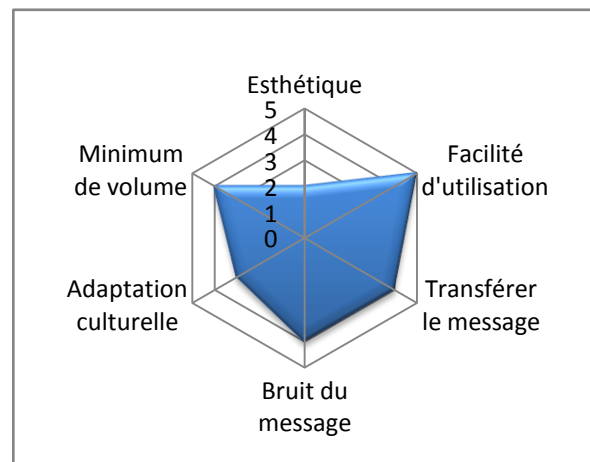 Esthétique
5
4
3
2
1
0
Facilité
d'utilisation
Transférer
le message
Bruit du
message
Adaptation
culturelle
Minimum
de volume